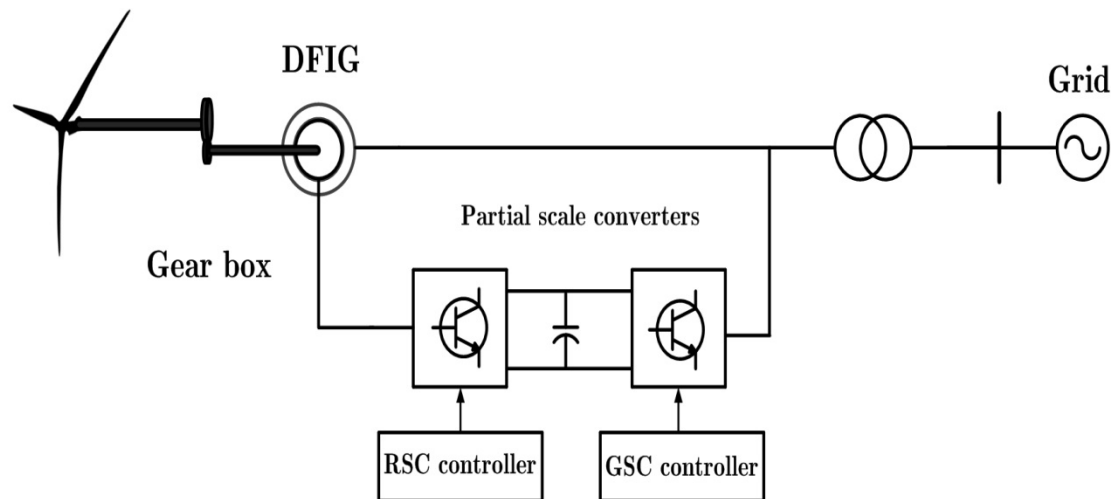 DFIG
Grid
Partial scale converters
Gear box
RSC controller
GSC controller